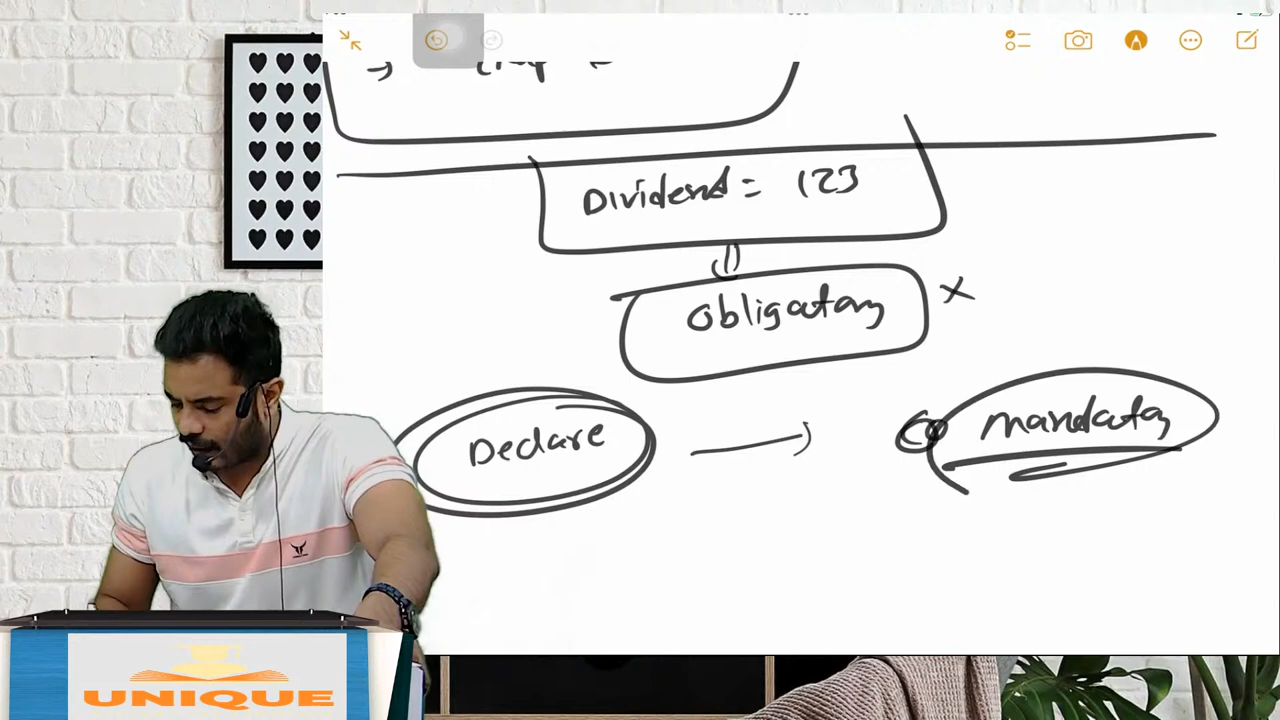 Dividend = 123
obligatory ×
Declare → mandatory
UNIQUE